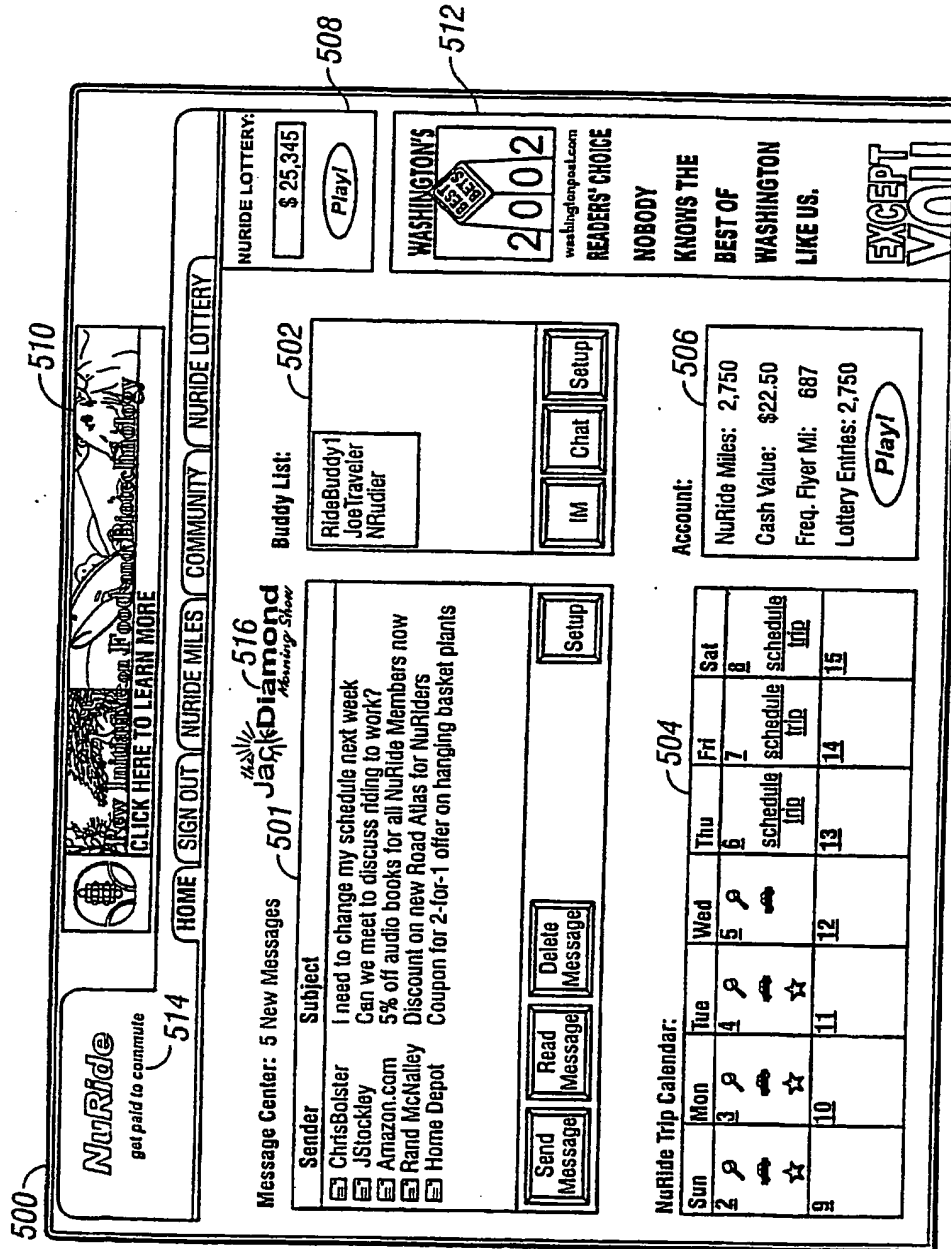 500
NuRide
get paid to commute
514
510
New Initiative on Food and Biotechnology
CLICK HERE TO LEARN MORE
HOME
SIGN OUT
NURIDE MILES
COMMUNITY
NURIDE LOTTERY
Message Center: 5 New Messages
501
516
JackDiamond
Morning Show
Sender Subject
ChrisBolster I need to change my schedule next week
JStockley Can we meet to discuss riding to work?
Amazon.com 5% off audio books for all NuRide Members now
Rand McNalley Discount on new Road Atlas for NuRiders
Home Depot Coupon for 2-for-1 offer on hanging basket plants
Send Message
Read Message
Delete Message
Setup
Buddy List:
502
RideBuddy1
JoeTraveler
NRudier
IM
Chat
Setup
NURIDE LOTTERY:
508
$ 25,345
Play!
512
WASHINGTON'S
BEST BETS
2002
washingtonpost.com
READERS' CHOICE
NOBODY
KNOWS THE
BEST OF
WASHINGTON
LIKE US.
EXCEPT
YOU
NuRide Trip Calendar:
504
Sun Mon Tue Wed Thu Fri Sat
2 3 4 5 6 7 8
schedule trip schedule trip schedule trip
9 10 11 12 13 14 15
Account:
506
NuRide Miles: 2,750
Cash Value: $22.50
Freq. Flyer Mi: 687
Lottery Entries: 2,750
Play!